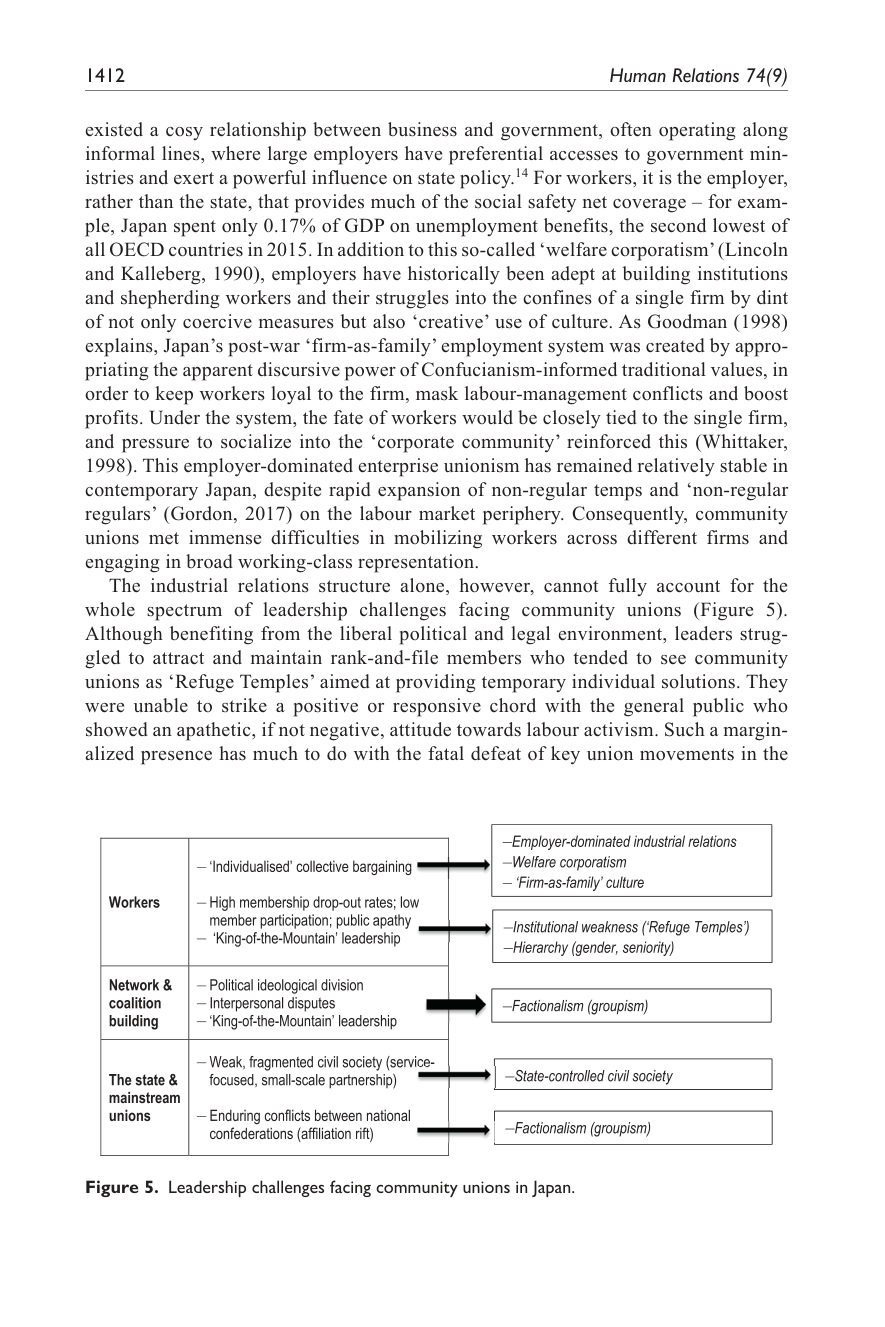 1412
Human Relations 74(9)
existed a cosy relationship between business and government, often operating along
informal lines, where large employers have preferential accesses to government min-
istries and exert a powerful influence on state policy.14 For workers, it is the employer,
rather than the state, that provides much of the social safety net coverage – for exam-
ple, Japan spent only 0.17% of GDP on unemployment benefits, the second lowest of
all OECD countries in 2015. In addition to this so-called ‘welfare corporatism’ (Lincoln
and Kalleberg, 1990), employers have historically been adept at building institutions
and shepherding workers and their struggles into the confines of a single firm by dint
of not only coercive measures but also ‘creative’ use of culture. As Goodman (1998)
explains, Japan’s post-war ‘firm-as-family’ employment system was created by appro-
priating the apparent discursive power of Confucianism-informed traditional values, in
order to keep workers loyal to the firm, mask labour-management conflicts and boost
profits. Under the system, the fate of workers would be closely tied to the single firm,
and pressure to socialize into the ‘corporate community’ reinforced this (Whittaker,
1998). This employer-dominated enterprise unionism has remained relatively stable in
contemporary Japan, despite rapid expansion of non-regular temps and ‘non-regular
regulars’ (Gordon, 2017) on the labour market periphery. Consequently, community
unions met immense difficulties in mobilizing workers across different firms and
engaging in broad working-class representation.
The industrial relations structure alone, however, cannot fully account for the
whole spectrum of leadership challenges facing community unions (Figure 5).
Although benefiting from the liberal political and legal environment, leaders strug-
gled to attract and maintain rank-and-file members who tended to see community
unions as ‘Refuge Temples’ aimed at providing temporary individual solutions. They
were unable to strike a positive or responsive chord with the general public who
showed an apathetic, if not negative, attitude towards labour activism. Such a margin-
alized presence has much to do with the fatal defeat of key union movements in the
Workers
– ‘Individualised’ collective bargaining
– High membership drop-out rates; low
member participation; public apathy
– ‘King-of-the-Mountain’ leadership
–Employer-dominated industrial relations
–Welfare corporatism
– ‘Firm-as-family’ culture
–Institutional weakness (‘Refuge Temples’)
–Hierarchy (gender, seniority)
Network &
coalition
building
– Political ideological division
– Interpersonal disputes
– ‘King-of-the-Mountain’ leadership
–Factionalism (groupism)
The state &
mainstream
unions
– Weak, fragmented civil society (service-
focused, small-scale partnership)
– Enduring conflicts between national
confederations (affiliation rift)
–State-controlled civil society
–Factionalism (groupism)
Figure 5. Leadership challenges facing community unions in Japan.